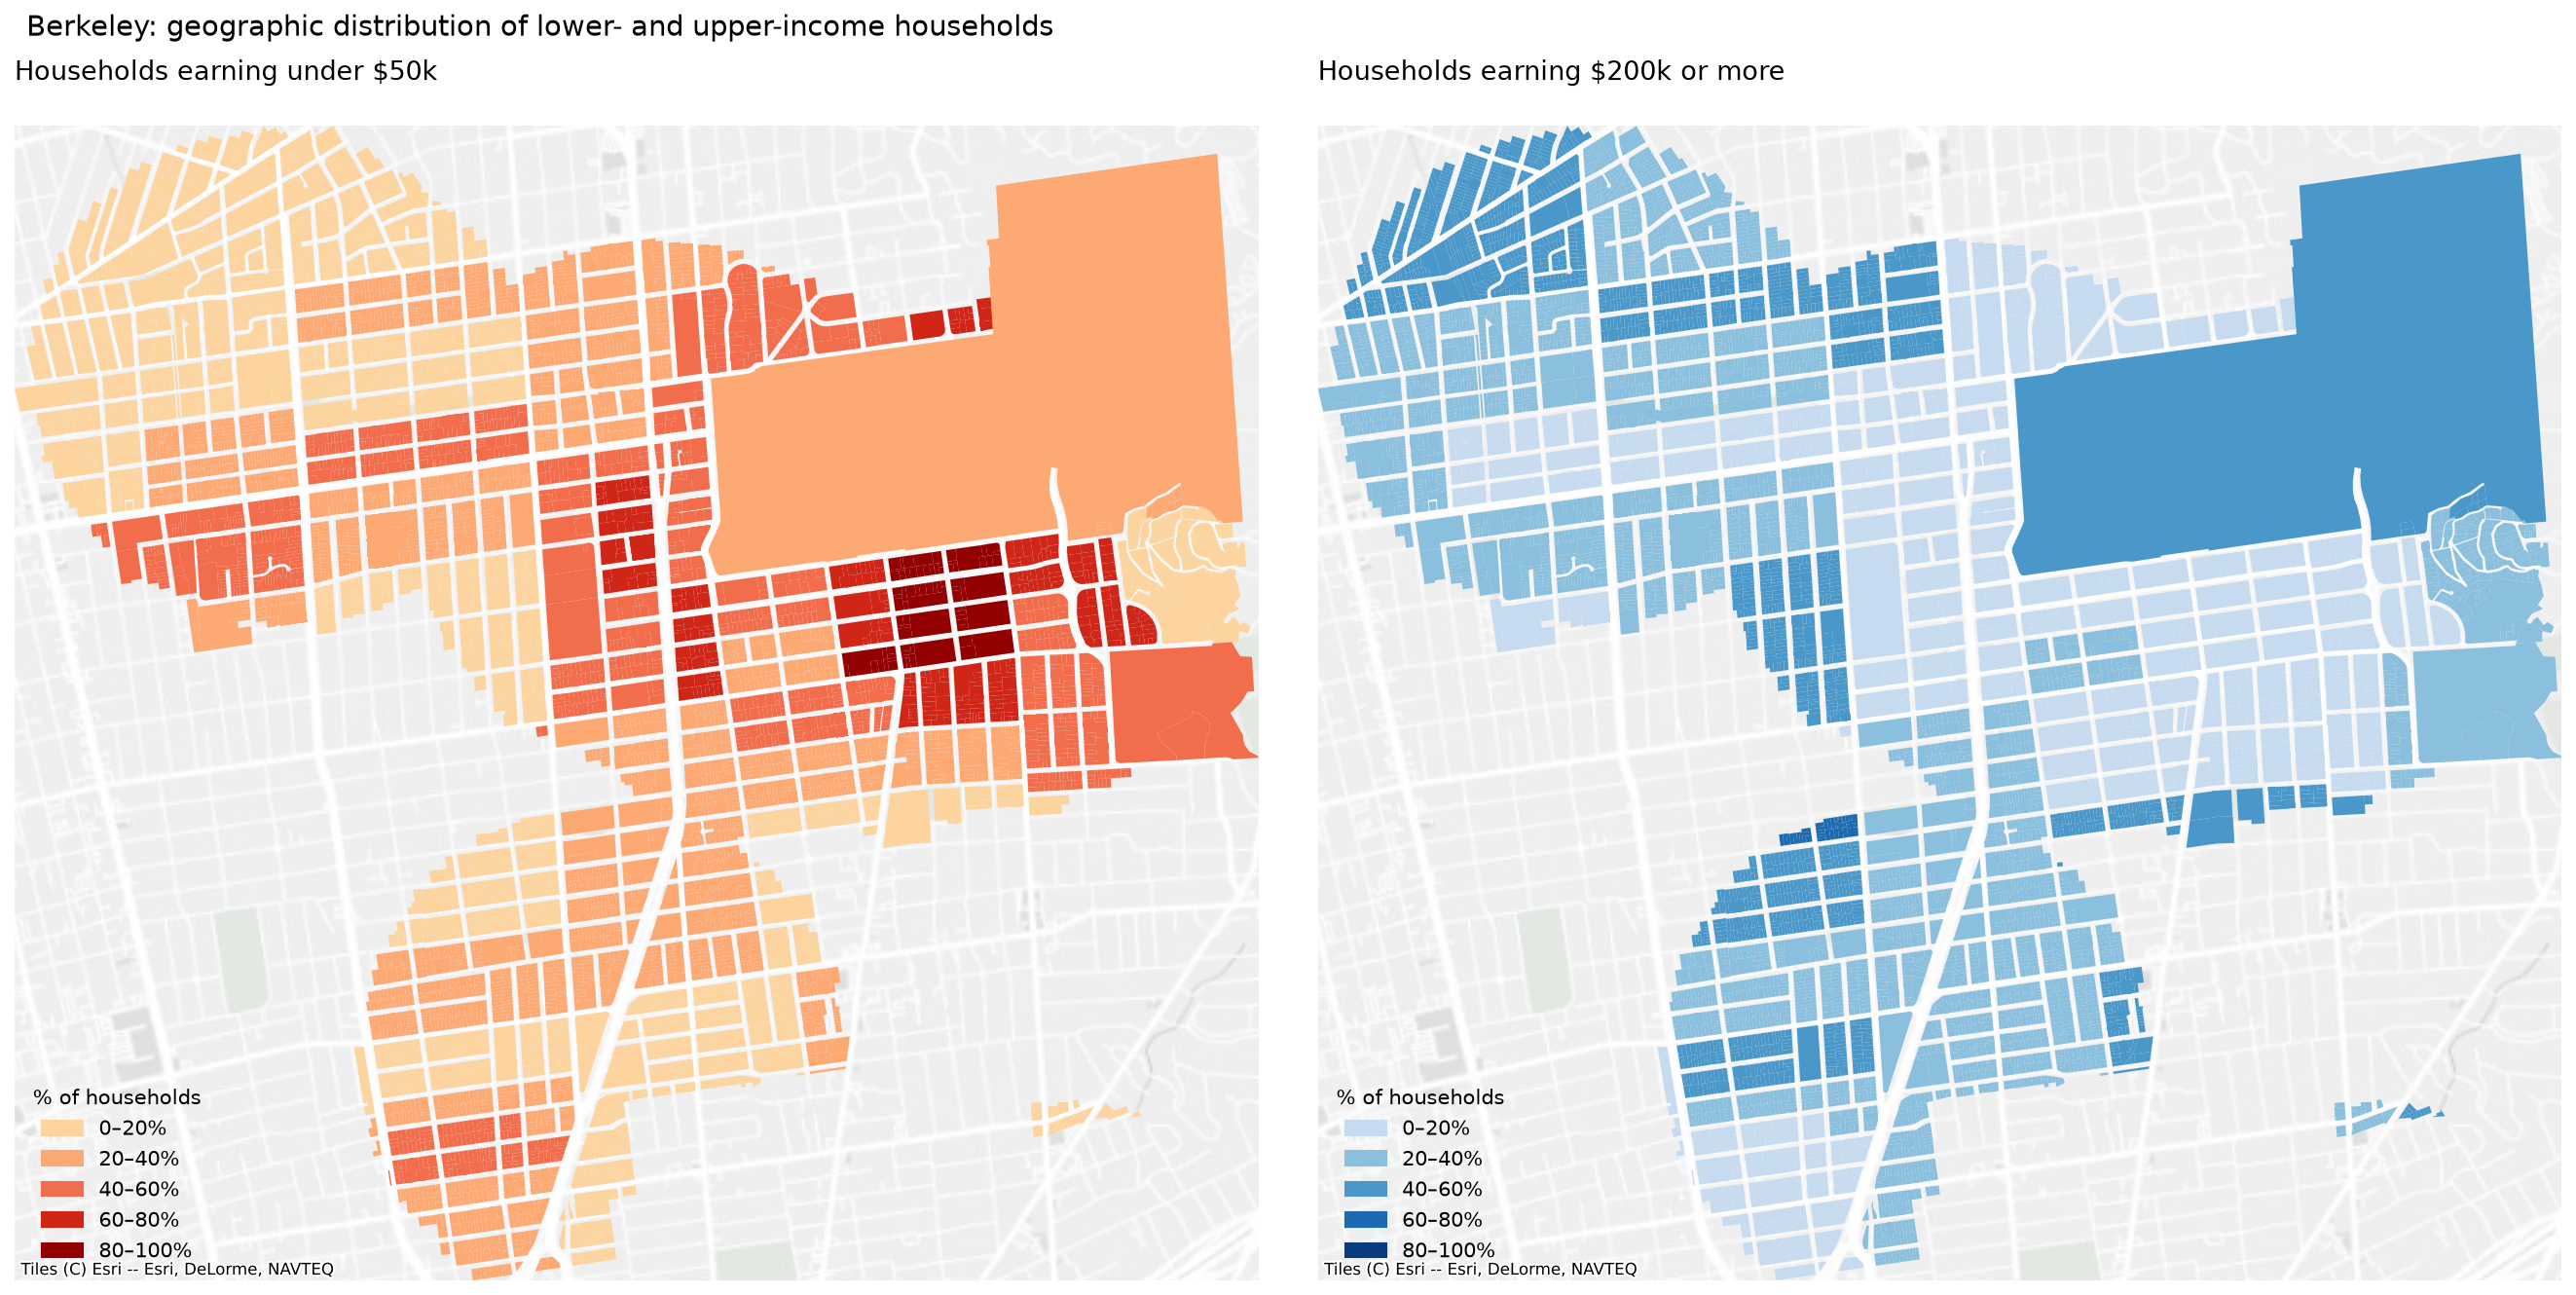 Berkeley: geographic distribution of lower- and upper-income households
Households earning under $50k
Households earning $200k or more
% of households
0–20%
20–40%
40–60%
60–80%
80–100%
Tiles (C) Esri -- Esri, DeLorme, NAVTEQ
% of households
0–20%
20–40%
40–60%
60–80%
80–100%
Tiles (C) Esri -- Esri, DeLorme, NAVTEQ